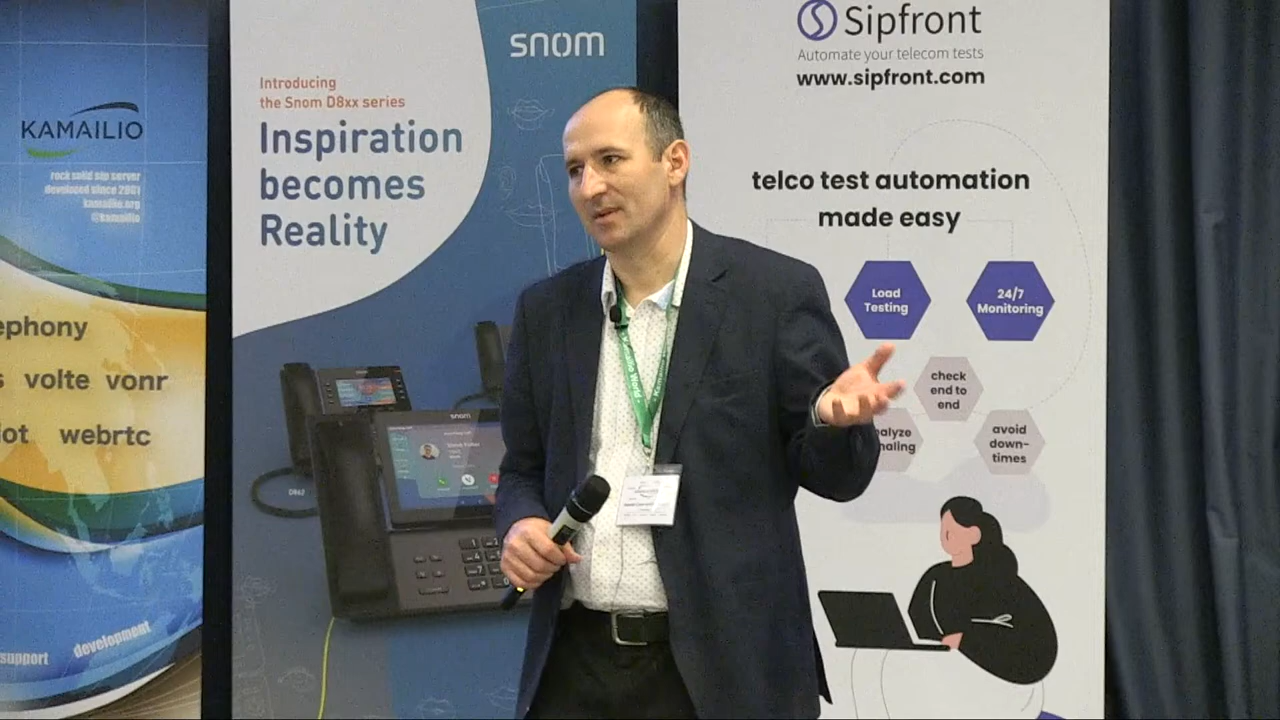 KAMAILIO
rock solid sip server
developed since 2001
kamailio.org
@kamailio
ephony
s volte vonr
lot webrtc
support
development
snom
Introducing
the Snom D8xx series
Inspiration
becomes
Reality
snom
D862
Sipfront
Automate your telecom tests
www.sipfront.com
telco test automation
made easy
Load
Testing
24/7
Monitoring
check
end to
end
alyze
naling
avoid
down-
times